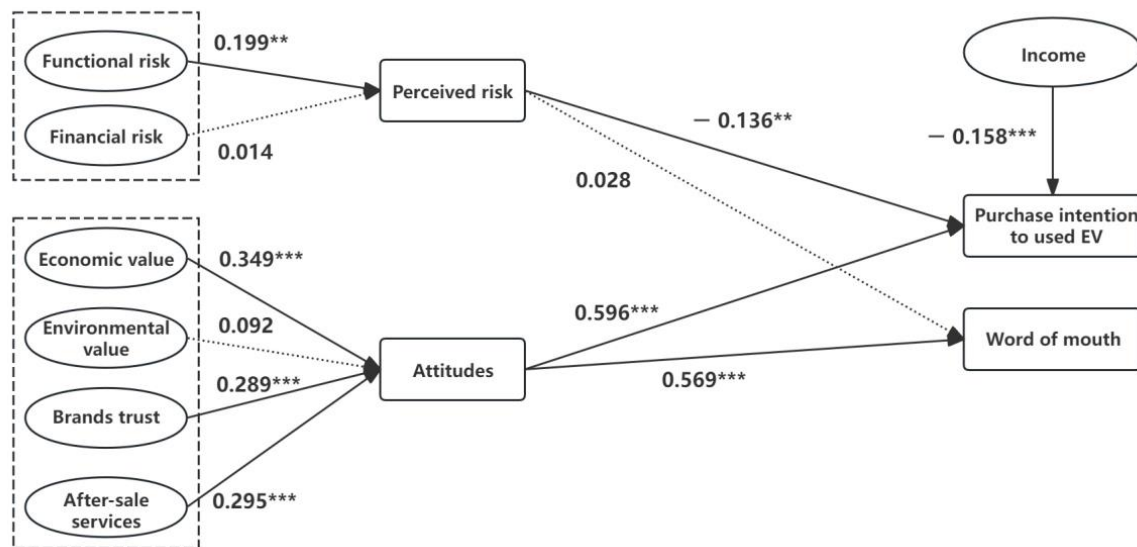 Functional risk
0.199**
Financial risk
0.014
Perceived risk
Income
− 0.136**
− 0.158***
0.028
Purchase intention
to used EV
Economic value
0.349***
Environmental
value
0.092
Brands trust
0.289***
After-sale
services
0.295***
Attitudes
0.596***
0.569***
Word of mouth